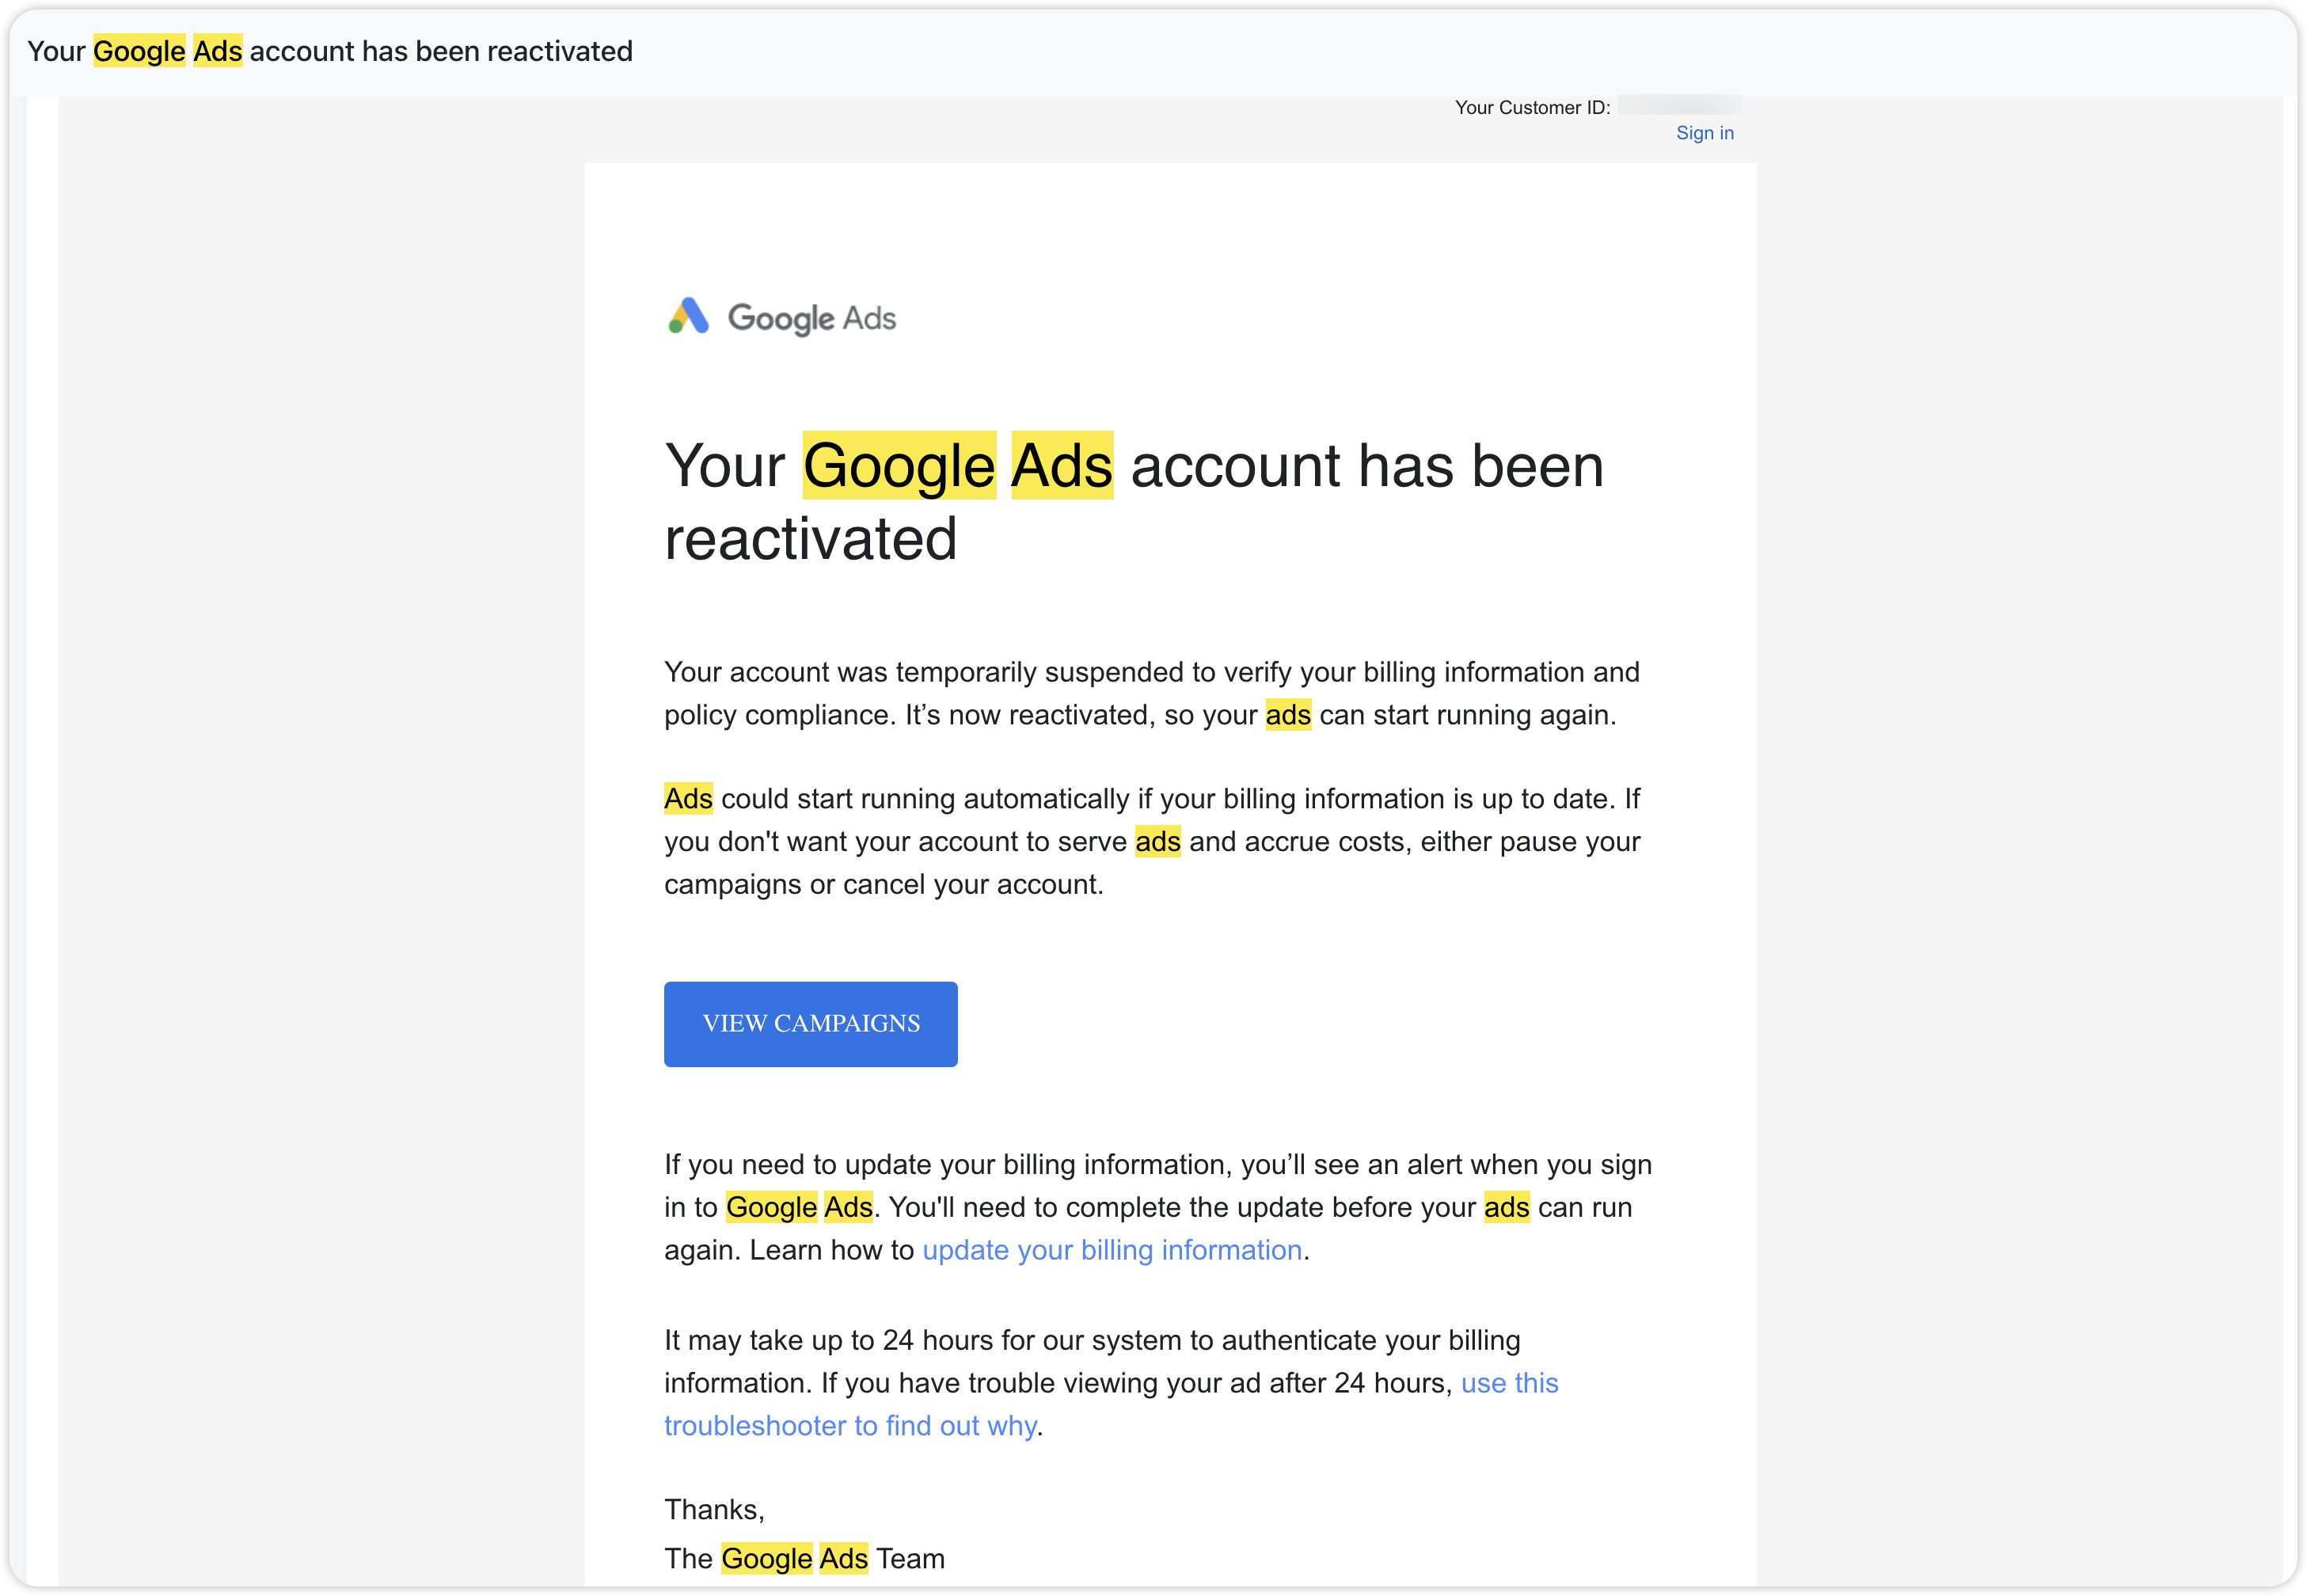 Your Google Ads account has been reactivated
Your Customer ID:
Sign in
Google Ads
Your Google Ads account has been
reactivated
Your account was temporarily suspended to verify your billing information and
policy compliance. It’s now reactivated, so your ads can start running again.
Ads could start running automatically if your billing information is up to date. If
you don't want your account to serve ads and accrue costs, either pause your
campaigns or cancel your account.
VIEW CAMPAIGNS
If you need to update your billing information, you’ll see an alert when you sign
in to Google Ads. You'll need to complete the update before your ads can run
again. Learn how to update your billing information.
It may take up to 24 hours for our system to authenticate your billing
information. If you have trouble viewing your ad after 24 hours, use this
troubleshooter to find out why.
Thanks,
The Google Ads Team